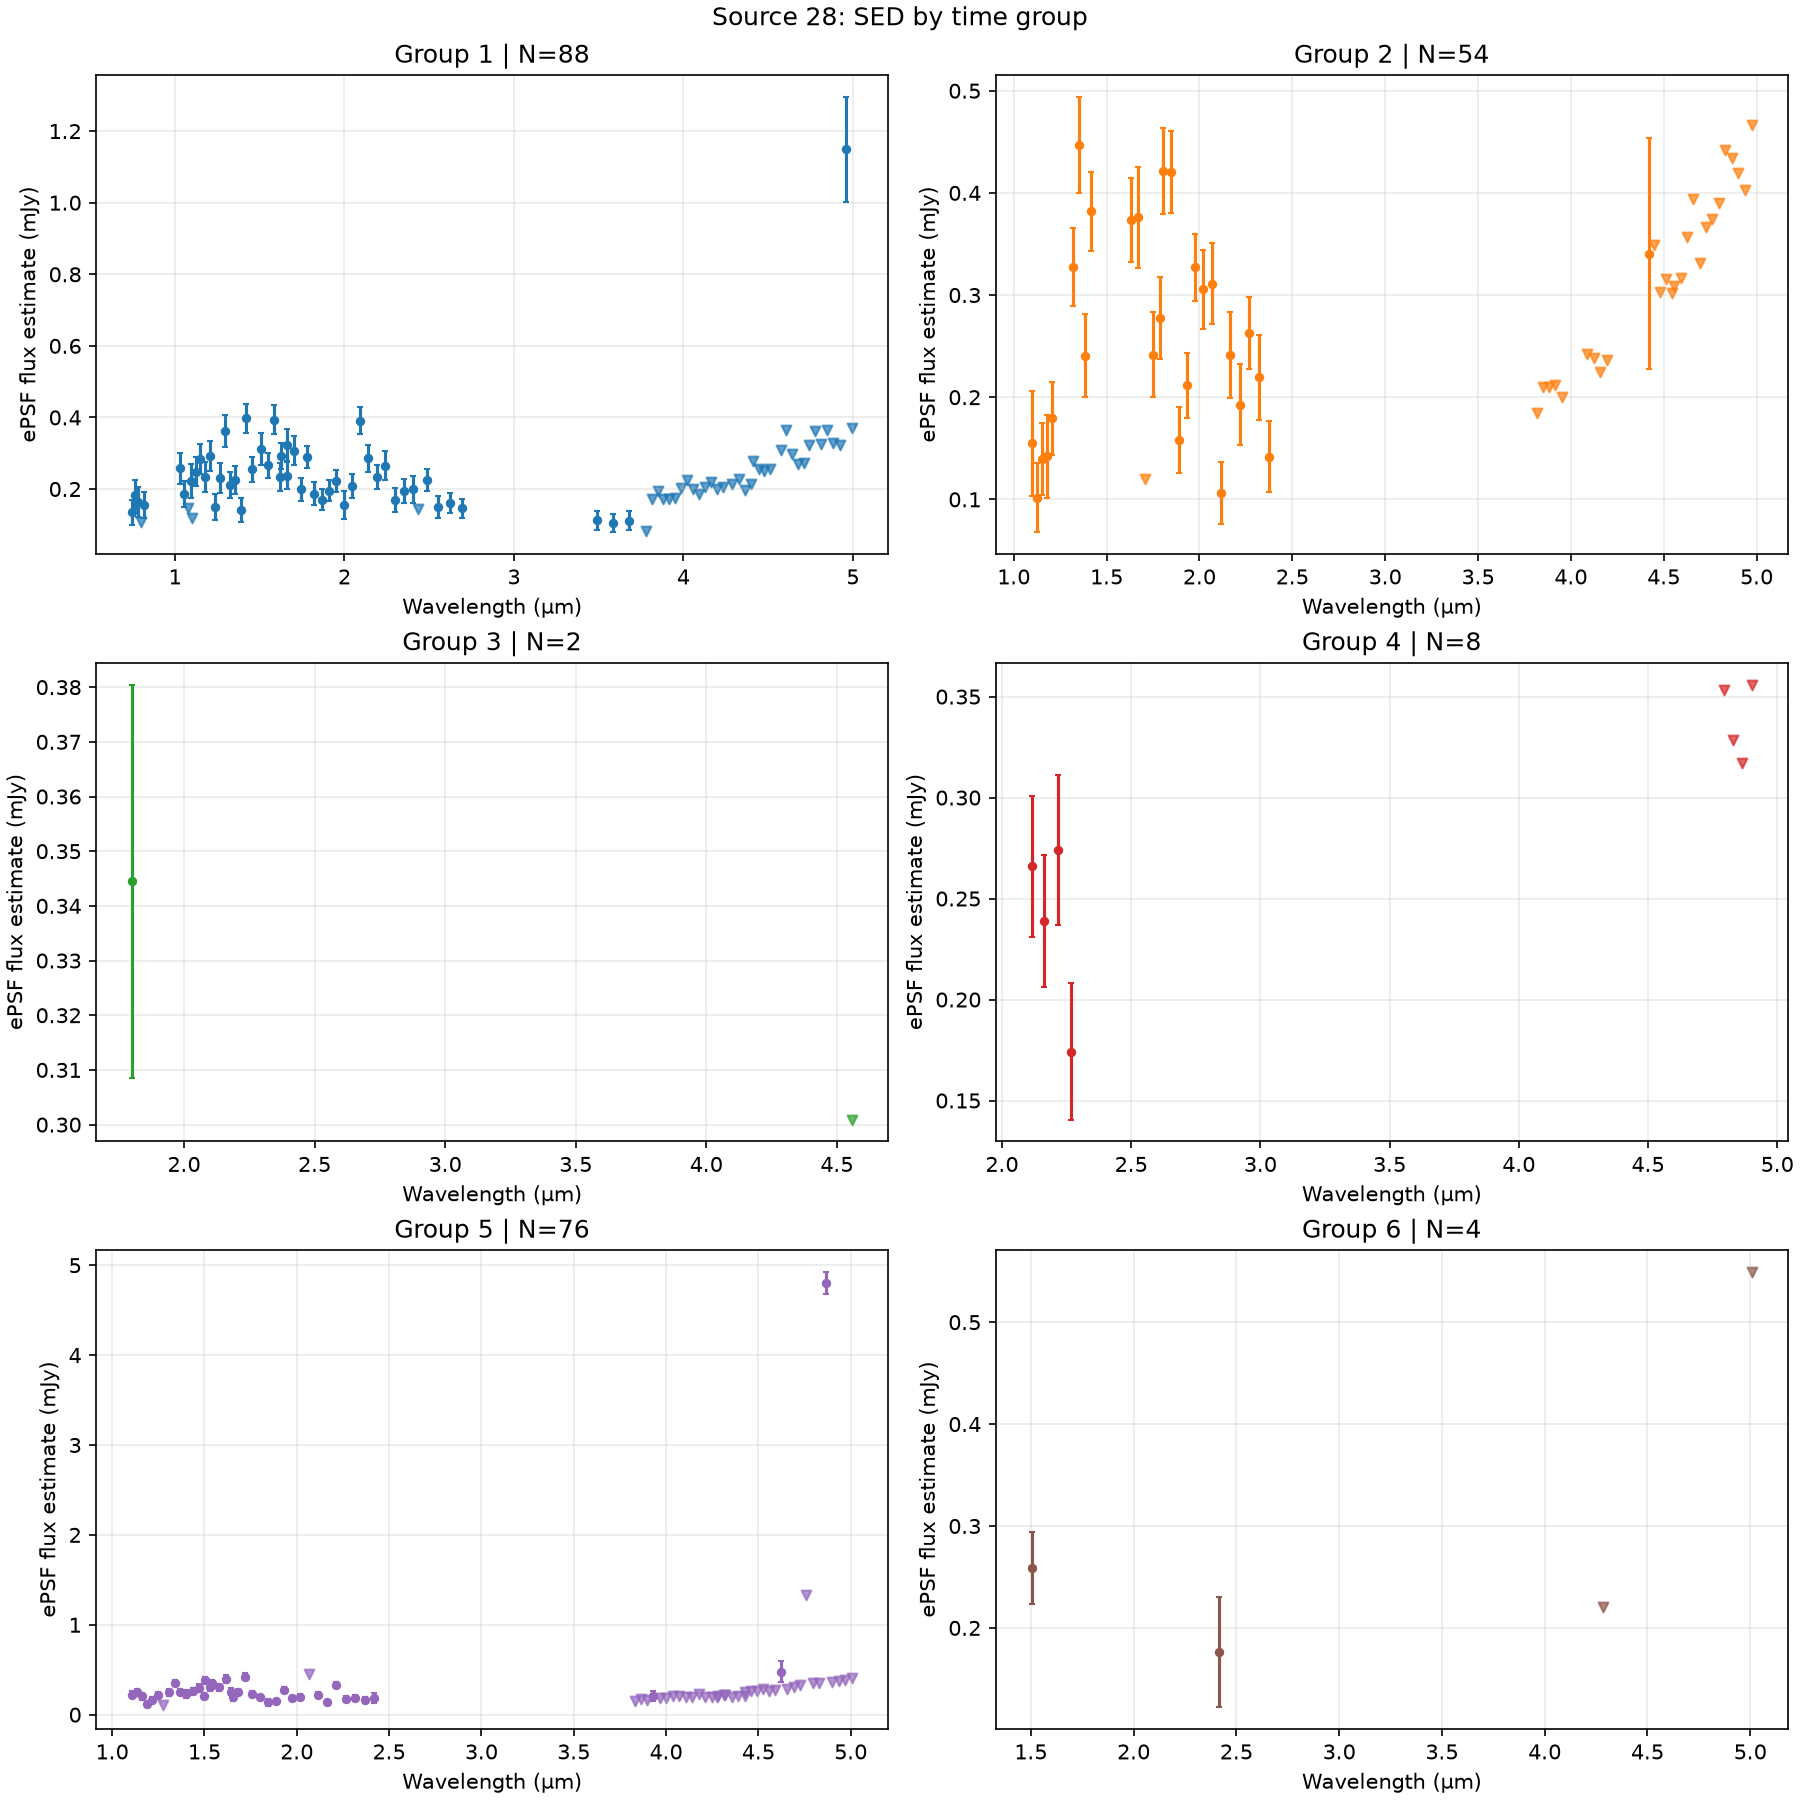 Source 28: SED by time group
Group 1 | N=88
ePSF flux estimate (mJy)
1.2
1.0
0.8
0.6
0.4
0.2
1 2 3 4 5
Wavelength (μm)
Group 2 | N=54
ePSF flux estimate (mJy)
0.5
0.4
0.3
0.2
0.1
1.0 1.5 2.0 2.5 3.0 3.5 4.0 4.5 5.0
Wavelength (μm)
Group 3 | N=2
ePSF flux estimate (mJy)
0.38
0.37
0.36
0.35
0.34
0.33
0.32
0.31
0.30
2.0 2.5 3.0 3.5 4.0 4.5
Wavelength (μm)
Group 4 | N=8
ePSF flux estimate (mJy)
0.35
0.30
0.25
0.20
0.15
2.0 2.5 3.0 3.5 4.0 4.5 5.0
Wavelength (μm)
Group 5 | N=76
ePSF flux estimate (mJy)
5
4
3
2
1
0
1.0 1.5 2.0 2.5 3.0 3.5 4.0 4.5 5.0
Wavelength (μm)
Group 6 | N=4
ePSF flux estimate (mJy)
0.5
0.4
0.3
0.2
1.5 2.0 2.5 3.0 3.5 4.0 4.5 5.0
Wavelength (μm)